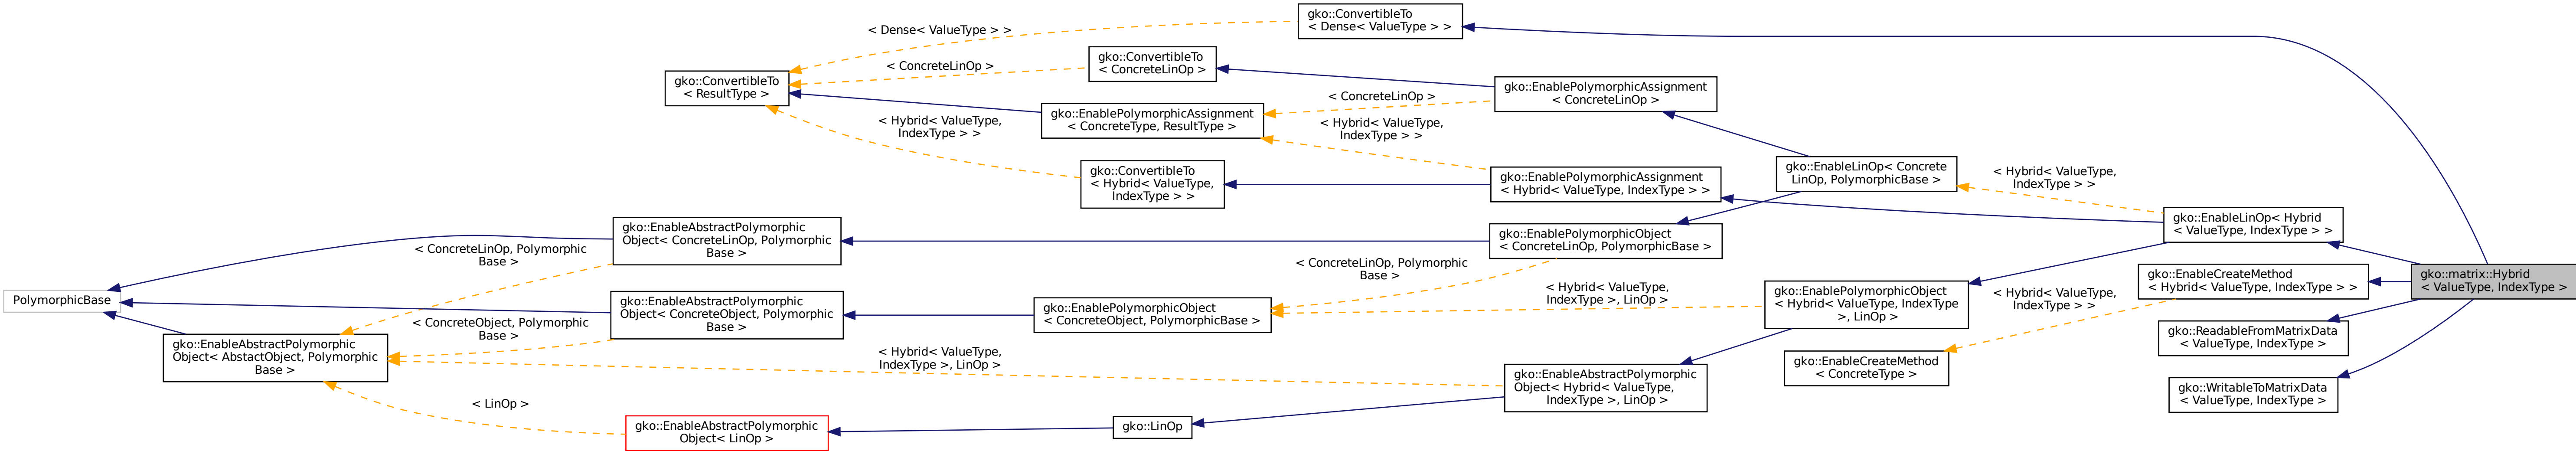 gko::ConvertibleTo
< Dense< ValueType > >
< Dense< ValueType > >
gko::ConvertibleTo
< ConcreteLinOp >
< ConcreteLinOp >
gko::ConvertibleTo
< ResultType >
gko::EnablePolymorphicAssignment
< ConcreteLinOp >
< ConcreteLinOp >
gko::EnablePolymorphicAssignment
< ConcreteType, ResultType >
< Hybrid< ValueType,
IndexType > >
< Hybrid< ValueType,
IndexType > >
gko::ConvertibleTo
< Hybrid< ValueType,
IndexType > >
gko::EnablePolymorphicAssignment
< Hybrid< ValueType, IndexType > >
gko::EnableLinOp< Concrete
LinOp, PolymorphicBase >
< Hybrid< ValueType,
IndexType > >
gko::EnableLinOp< Hybrid
< ValueType, IndexType > >
gko::EnableAbstractPolymorphic
Object< ConcreteLinOp, Polymorphic
Base >
gko::EnablePolymorphicObject
< ConcreteLinOp, PolymorphicBase >
< ConcreteLinOp, Polymorphic
Base >
< ConcreteLinOp, Polymorphic
Base >
gko::EnableCreateMethod
< Hybrid< ValueType, IndexType > >
gko::matrix::Hybrid
< ValueType, IndexType >
PolymorphicBase
gko::EnableAbstractPolymorphic
Object< ConcreteObject, Polymorphic
Base >
gko::EnablePolymorphicObject
< ConcreteObject, PolymorphicBase >
< Hybrid< ValueType,
IndexType >, LinOp >
gko::EnablePolymorphicObject
< Hybrid< ValueType, IndexType
>, LinOp >
< Hybrid< ValueType,
IndexType > >
< ConcreteObject, Polymorphic
Base >
gko::ReadableFromMatrixData
< ValueType, IndexType >
gko::EnableAbstractPolymorphic
Object< AbstactObject, Polymorphic
Base >
< Hybrid< ValueType,
IndexType >, LinOp >
gko::EnableCreateMethod
< ConcreteType >
gko::EnableAbstractPolymorphic
Object< Hybrid< ValueType,
IndexType >, LinOp >
gko::WritableToMatrixData
< ValueType, IndexType >
< LinOp >
gko::EnableAbstractPolymorphic
Object< LinOp >
gko::LinOp